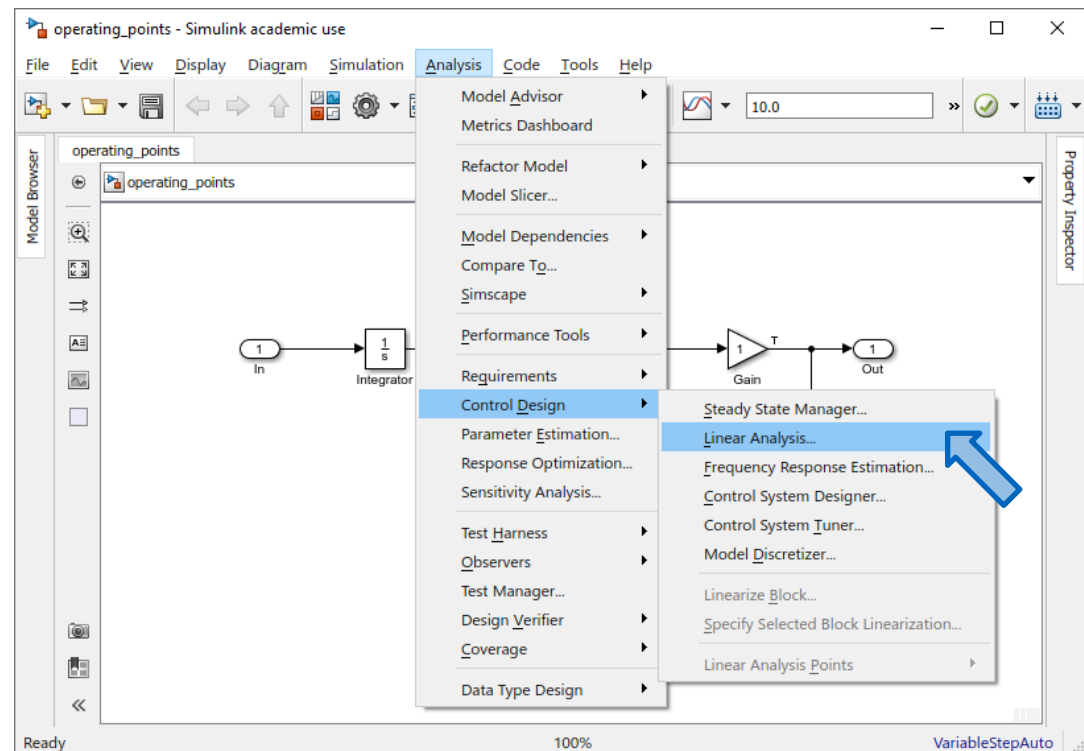 operating_points - Simulink academic use
File Edit View Display Diagram Simulation Analysis Code Tools Help
10.0
»
Model Browser
operating_points
operating_points
Property Inspector
Model Advisor
Metrics Dashboard
Refactor Model
Model Slicer...
Model Dependencies
Compare To...
Simscape
Performance Tools
Requirements
Control Design
Parameter Estimation...
Response Optimization...
Sensitivity Analysis...
Test Harness
Observers
Test Manager...
Design Verifier
Coverage
Data Type Design
Steady State Manager...
Linear Analysis...
Frequency Response Estimation...
Control System Designer...
Control System Tuner...
Model Discretizer...
Linearize Block...
Specify Selected Block Linearization...
Linear Analysis Points
1
In
1
s
Integrator
1
Gain
T
1
Out
A
Ready 100% VariableStepAuto